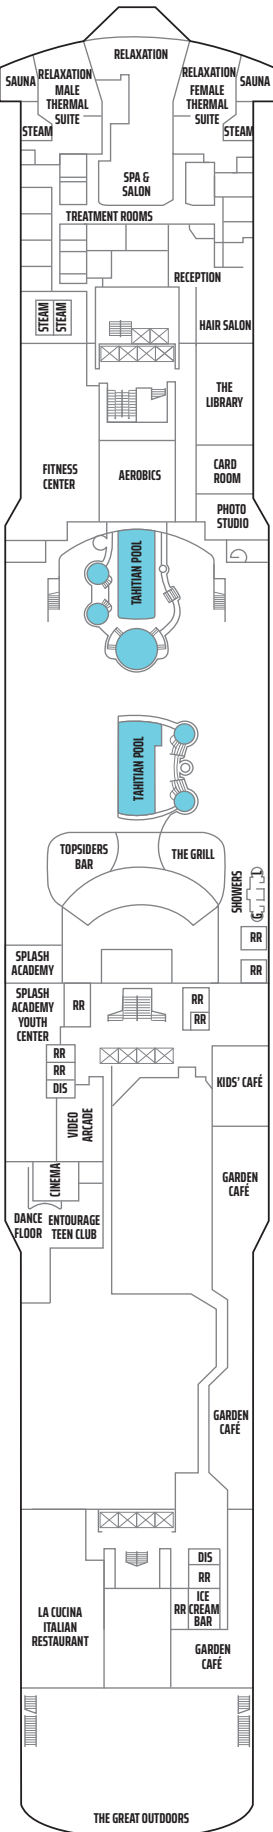 RELAXATION
SAUNA
RELAXATION
MALE
THERMAL
SUITE
RELAXATION
FEMALE
THERMAL
SUITE
SAUNA
STEAM
STEAM
SPA &
SALON
TREATMENT ROOMS
RECEPTION
STEAM
STEAM
HAIR SALON
THE
LIBRARY
FITNESS
CENTER
AEROBICS
CARD
ROOM
PHOTO
STUDIO
TAHITIAN POOL
TAHITIAN POOL
TOPSIDERS
BAR
THE GRILL
SHOWERS
L
G
RR
RR
SPLASH
ACADEMY
SPLASH
ACADEMY
YOUTH
CENTER
RR
RR
RR
RR
RR
DIS
KIDS' CAFÉ
VIDEO
ARCADE
CINEMA
GARDEN
CAFÉ
DANCE
FLOOR
ENTOURAGE
TEEN CLUB
GARDEN
CAFÉ
DIS
RR
ICE
CREAM
BAR
RR
LA CUCINA
ITALIAN
RESTAURANT
GARDEN
CAFÉ
THE GREAT OUTDOORS